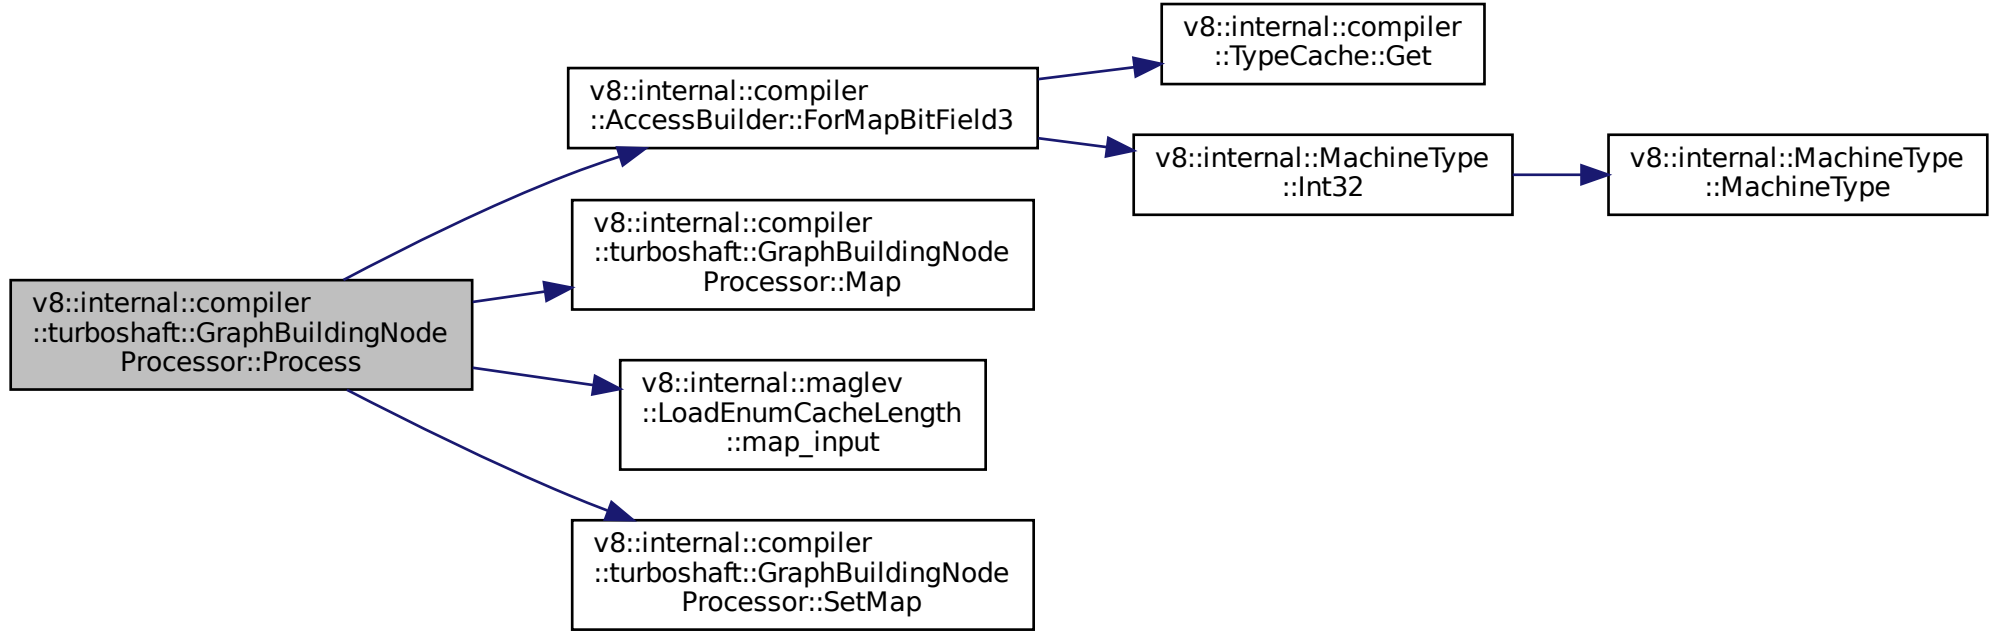 v8::internal::compiler
::turboshaft::GraphBuildingNode
Processor::Process
v8::internal::compiler
::AccessBuilder::ForMapBitField3
v8::internal::compiler
::TypeCache::Get
v8::internal::MachineType
::Int32
v8::internal::MachineType
::MachineType
v8::internal::compiler
::turboshaft::GraphBuildingNode
Processor::Map
v8::internal::maglev
::LoadEnumCacheLength
::map_input
v8::internal::compiler
::turboshaft::GraphBuildingNode
Processor::SetMap